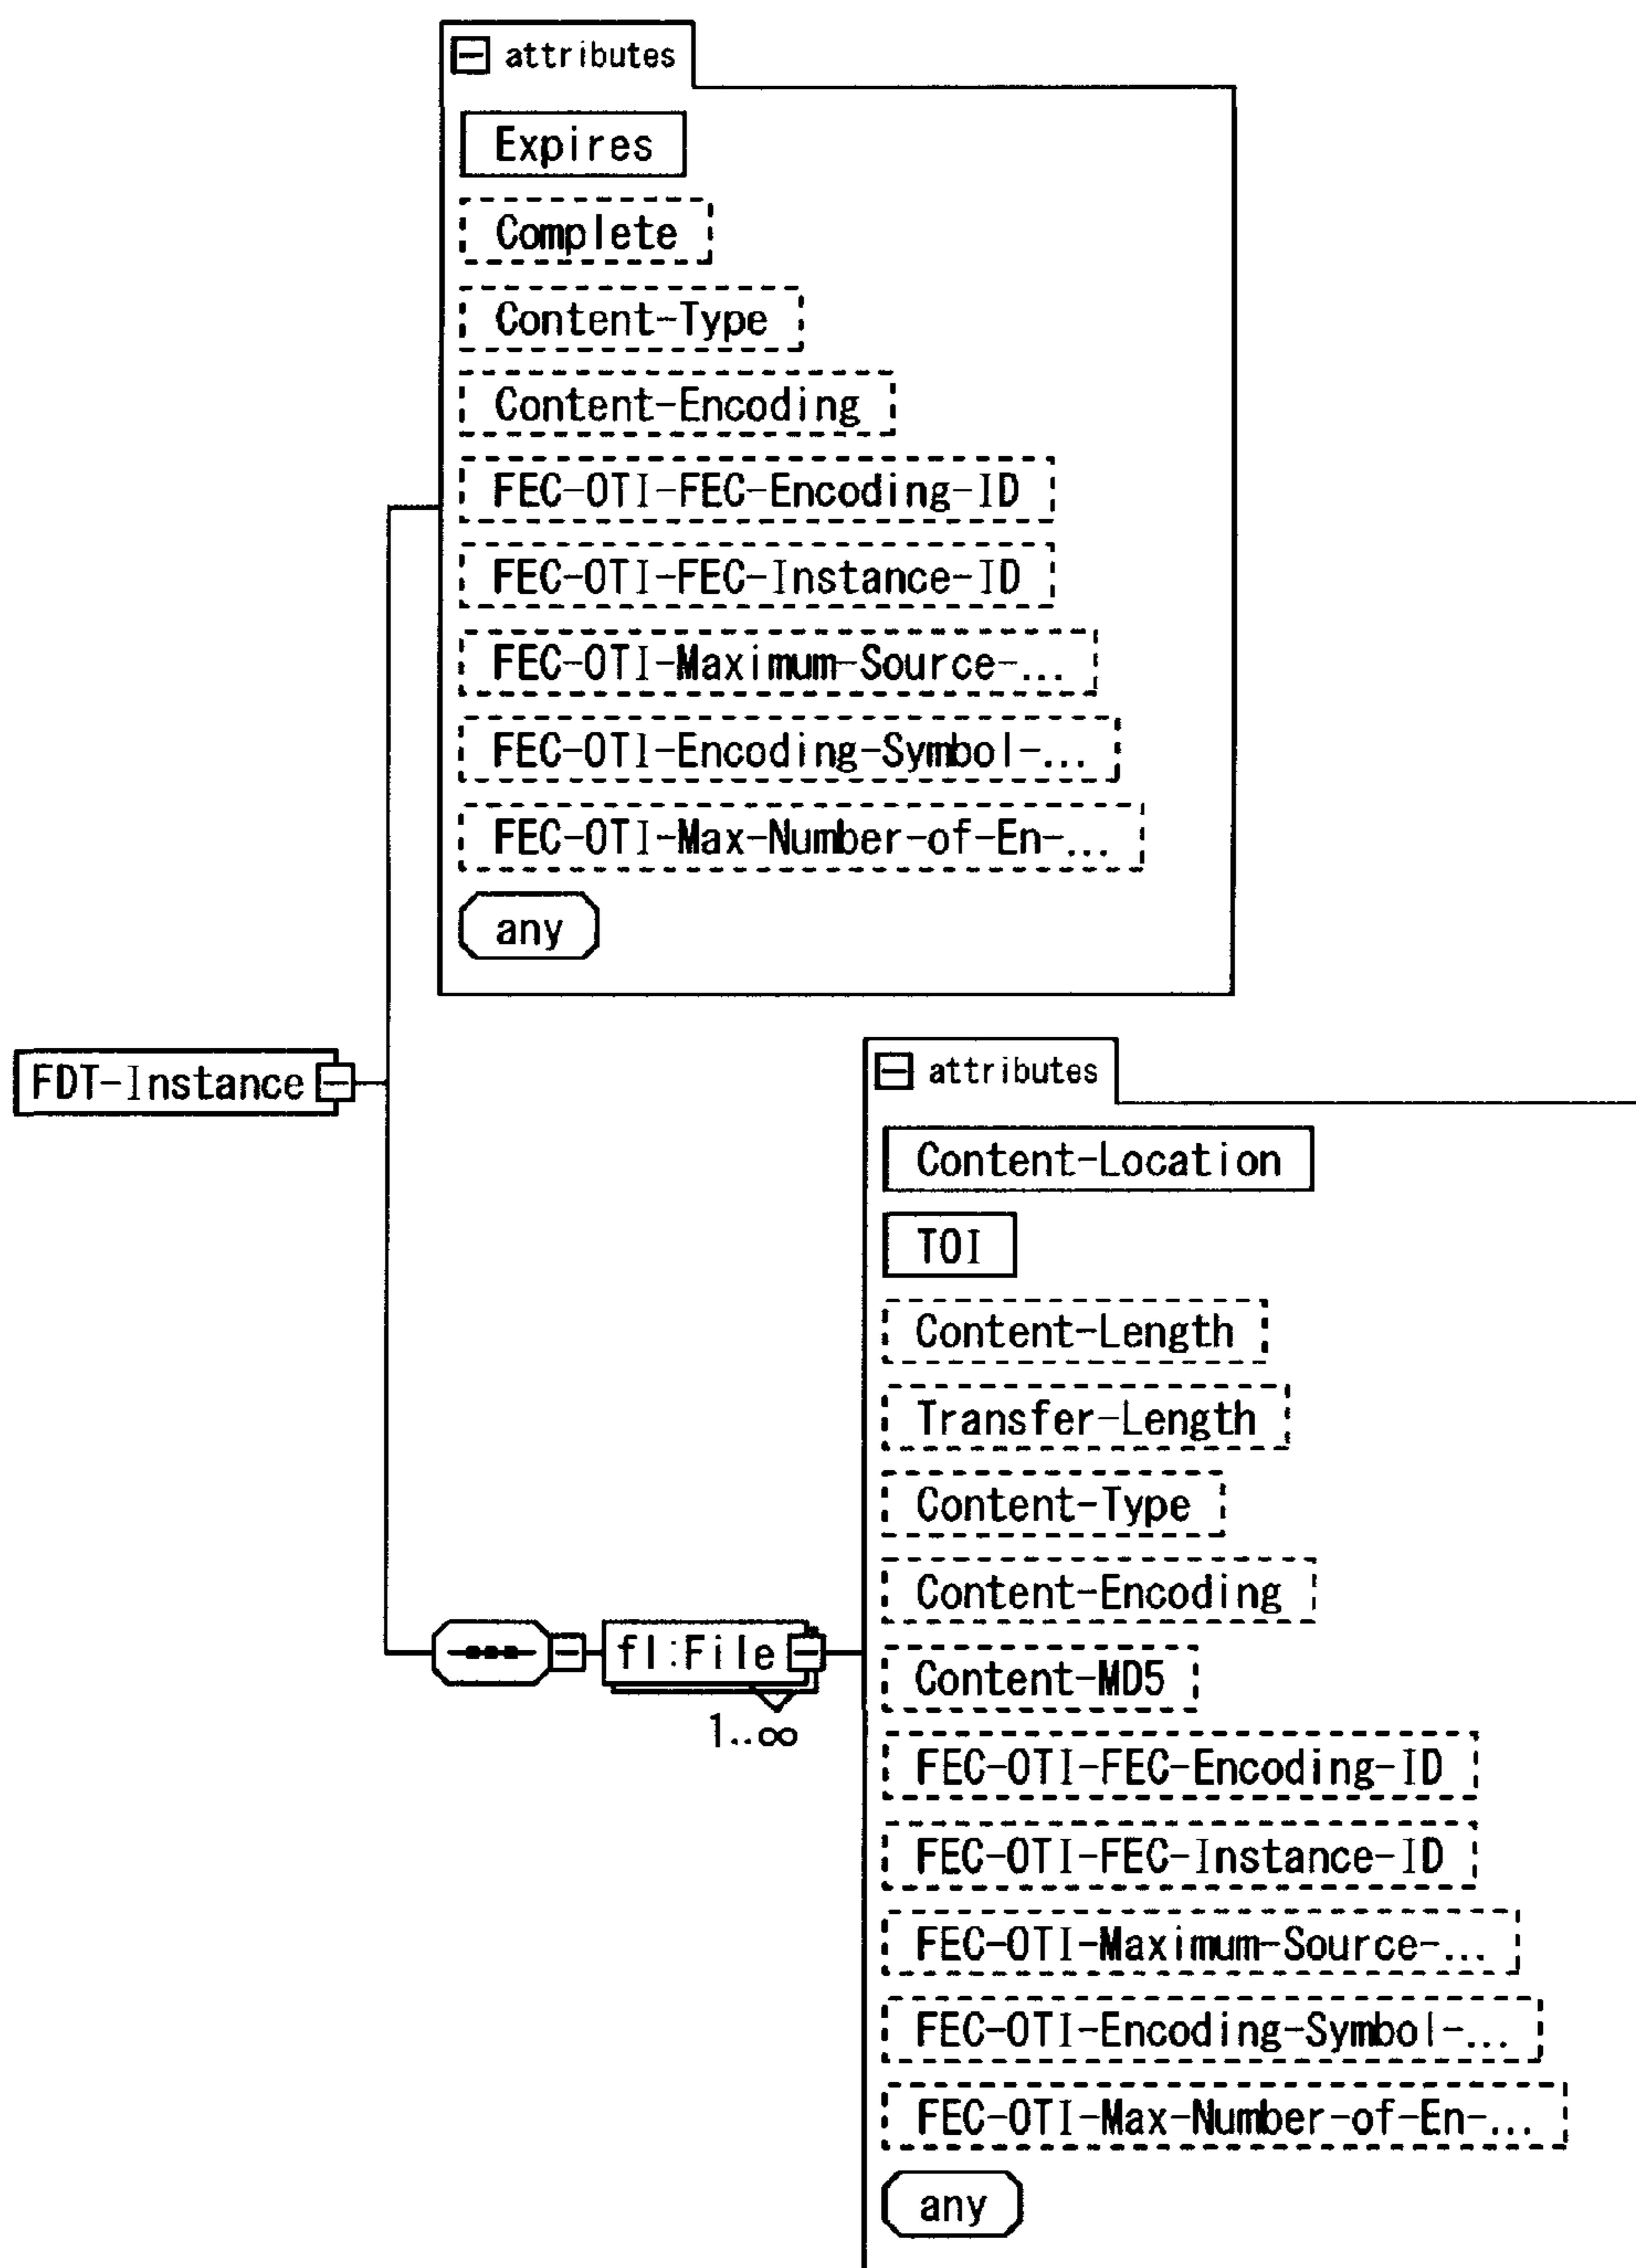 attributes
Expires
Complete
Content-Type
Content-Encoding
FEC-OTI-FEC-Encoding-ID
FEC-OTI-FEC-Instance-ID
FEC-OTI-Maximum-Source-...
FEC-OTI-Encoding-Symbol-...
FEC-OTI-Max-Number-of-En-...
any
FDT-Instance
attributes
Content-Location
TOI
Content-Length
Transfer-Length
Content-Type
Content-Encoding
fl:File
1..∞
Content-MD5
FEC-OTI-FEC-Encoding-ID
FEC-OTI-FEC-Instance-ID
FEC-OTI-Maximum-Source-...
FEC-OTI-Encoding-Symbol-...
FEC-OTI-Max-Number-of-En-...
any